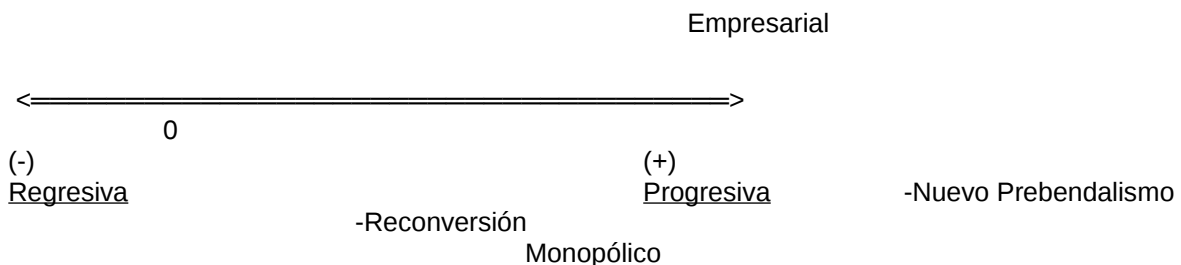 Empresarial
<═══════════════════════════════════════>
0
(-) (+)
Regresiva Progresiva -Nuevo Prebendalismo
-Reconversión
Monopólico